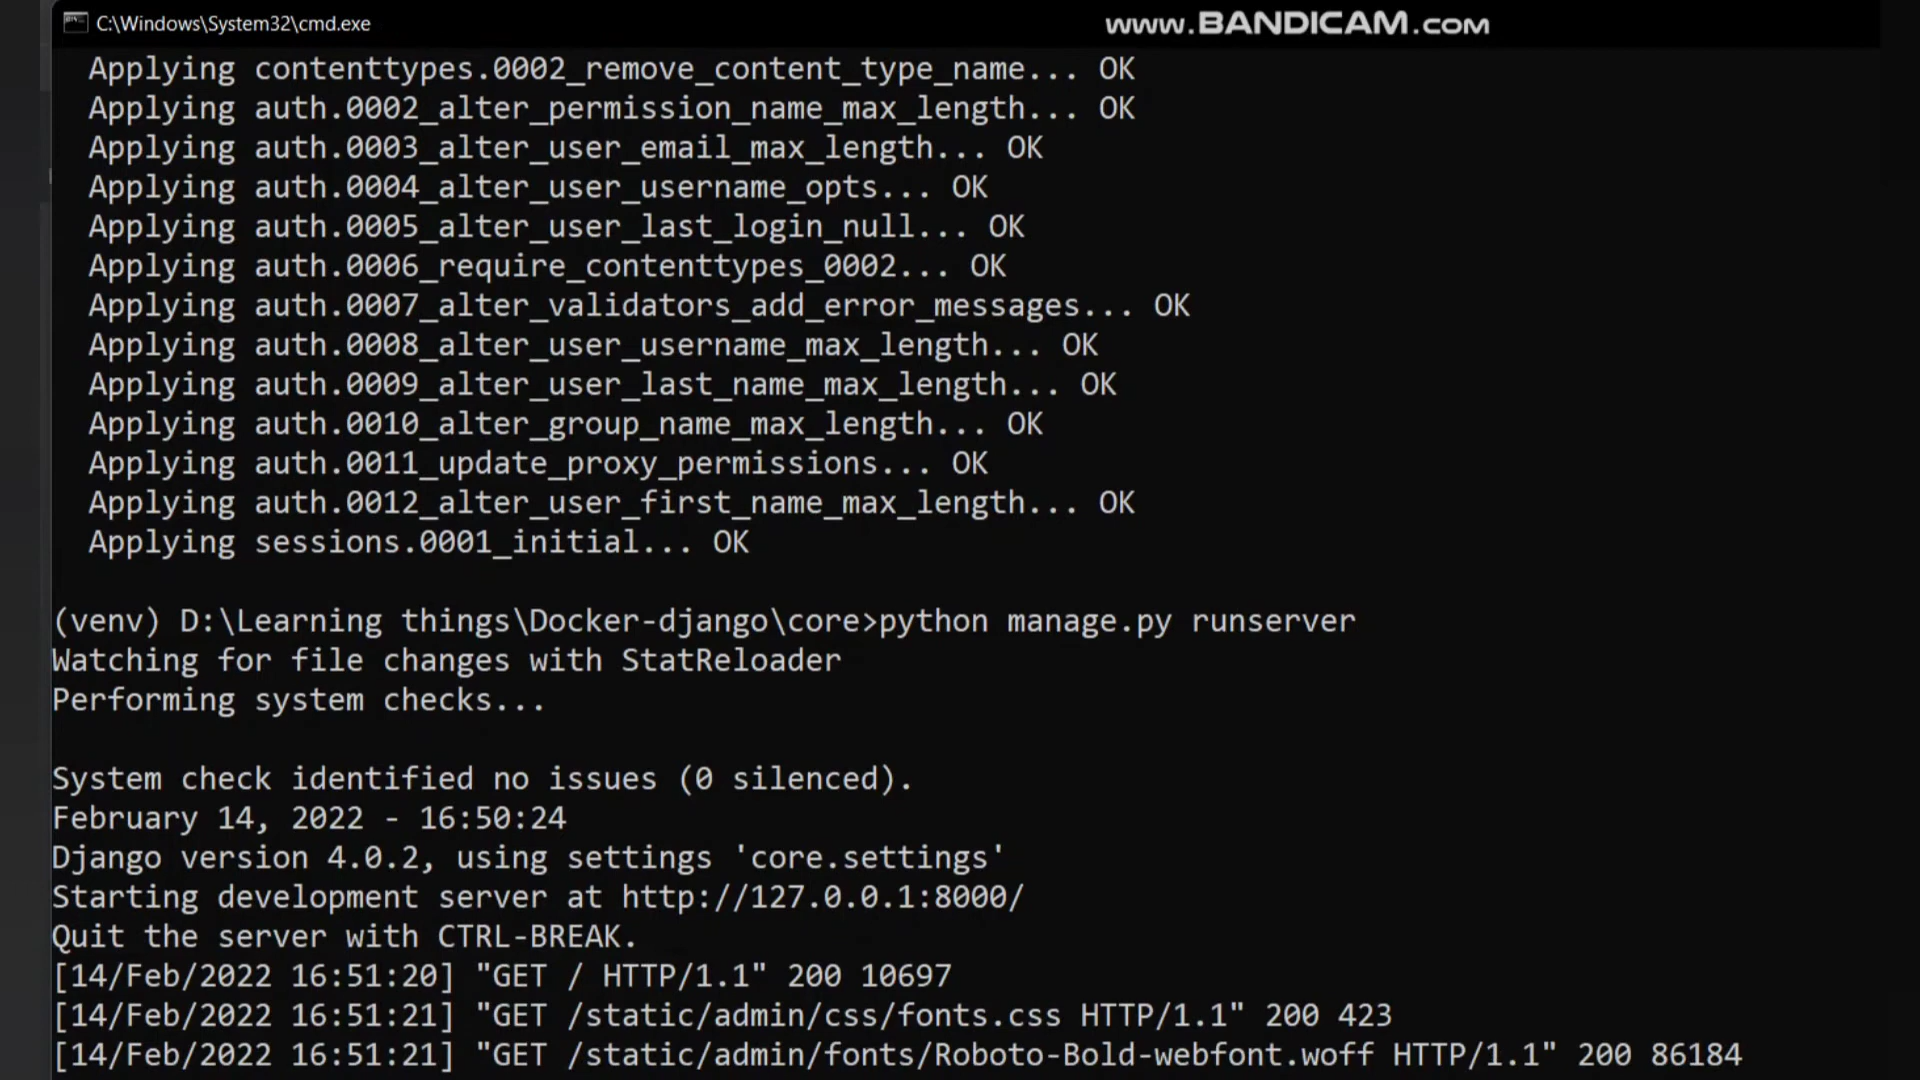 C:\Windows\System32\cmd.exe
www.BANDICAM.com
Applying contenttypes.0002_remove_content_type_name... OK
Applying auth.0002_alter_permission_name_max_length... OK
Applying auth.0003_alter_user_email_max_length... OK
Applying auth.0004_alter_user_username_opts... OK
Applying auth.0005_alter_user_last_login_null... OK
Applying auth.0006_require_contenttypes_0002... OK
Applying auth.0007_alter_validators_add_error_messages... OK
Applying auth.0008_alter_user_username_max_length... OK
Applying auth.0009_alter_user_last_name_max_length... OK
Applying auth.0010_alter_group_name_max_length... OK
Applying auth.0011_update_proxy_permissions... OK
Applying auth.0012_alter_user_first_name_max_length... OK
Applying sessions.0001_initial... OK
(venv) D:\Learning things\Docker-django\core>python manage.py runserver
Watching for file changes with StatReloader
Performing system checks...
System check identified no issues (0 silenced).
February 14, 2022 - 16:50:24
Django version 4.0.2, using settings 'core.settings'
Starting development server at http://127.0.0.1:8000/
Quit the server with CTRL-BREAK.
[14/Feb/2022 16:51:20] "GET / HTTP/1.1" 200 10697
[14/Feb/2022 16:51:21] "GET /static/admin/css/fonts.css HTTP/1.1" 200 423
[14/Feb/2022 16:51:21] "GET /static/admin/fonts/Roboto-Bold-webfont.woff HTTP/1.1" 200 86184